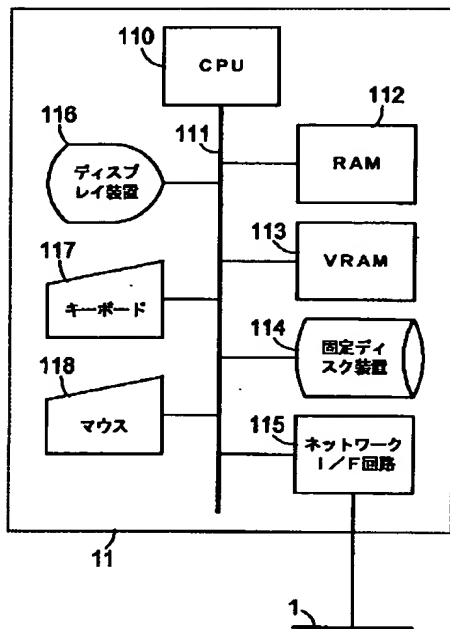 110
CPU
116
111
112
ディスプ
レイ装置
RAM
117
113
キーボード
VRAM
118
114
固定ディ
スク装置
マウス
115
ネットワーク
I/F回路
11
1